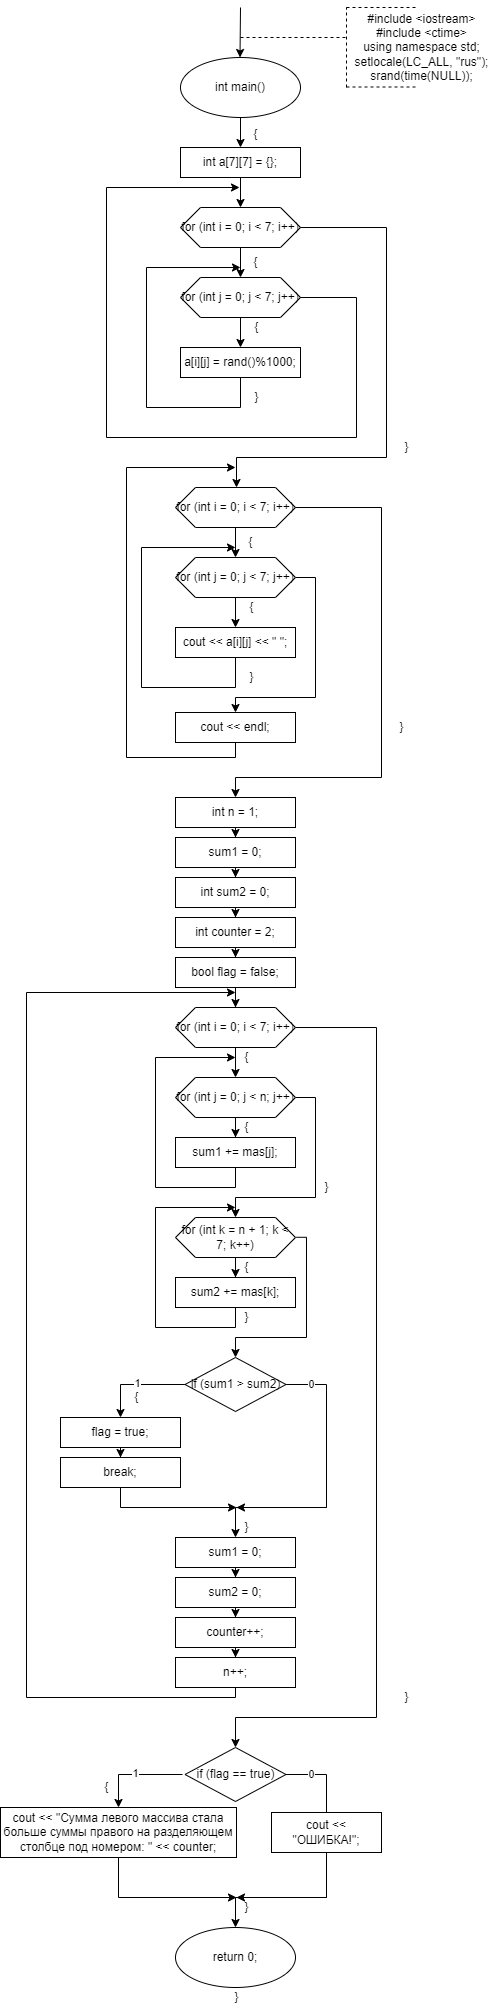 #include <iostream>
#include <ctime>
using namespace std;
setlocale(LC_ALL, "rus");
srand(time(NULL));
int main()
{
int a[7][7] = {};
for (int i = 0; i < 7; i++)
{
for (int j = 0; j < 7; j++)
{
a[i][j] = rand()%1000;
}
}
for (int i = 0; i < 7; i++)
{
for (int j = 0; j < 7; j++)
{
cout << a[i][j] << " ";
}
cout << endl;
}
int n = 1;
sum1 = 0;
int sum2 = 0;
int counter = 2;
bool flag = false;
for (int i = 0; i < 7; i++)
{
for (int j = 0; j < n; j++)
{
sum1 += mas[j];
}
for (int k = n + 1; k <
7; k++)
{
sum2 += mas[k];
}
if (sum1 > sum2)
1
0
{
flag = true;
break;
}
sum1 = 0;
sum2 = 0;
counter++;
n++;
}
if (flag == true)
1
0
{
cout << "Сумма левого массива стала
больше суммы правого на разделяющем
столбце под номером: " << counter;
cout <<
"ОШИБКА!";
}
return 0;
}